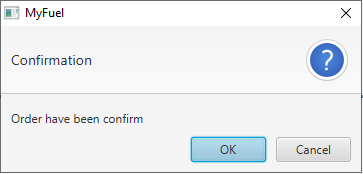 MyFuel
Confirmation
?
Order have been confirm
OK
Cancel